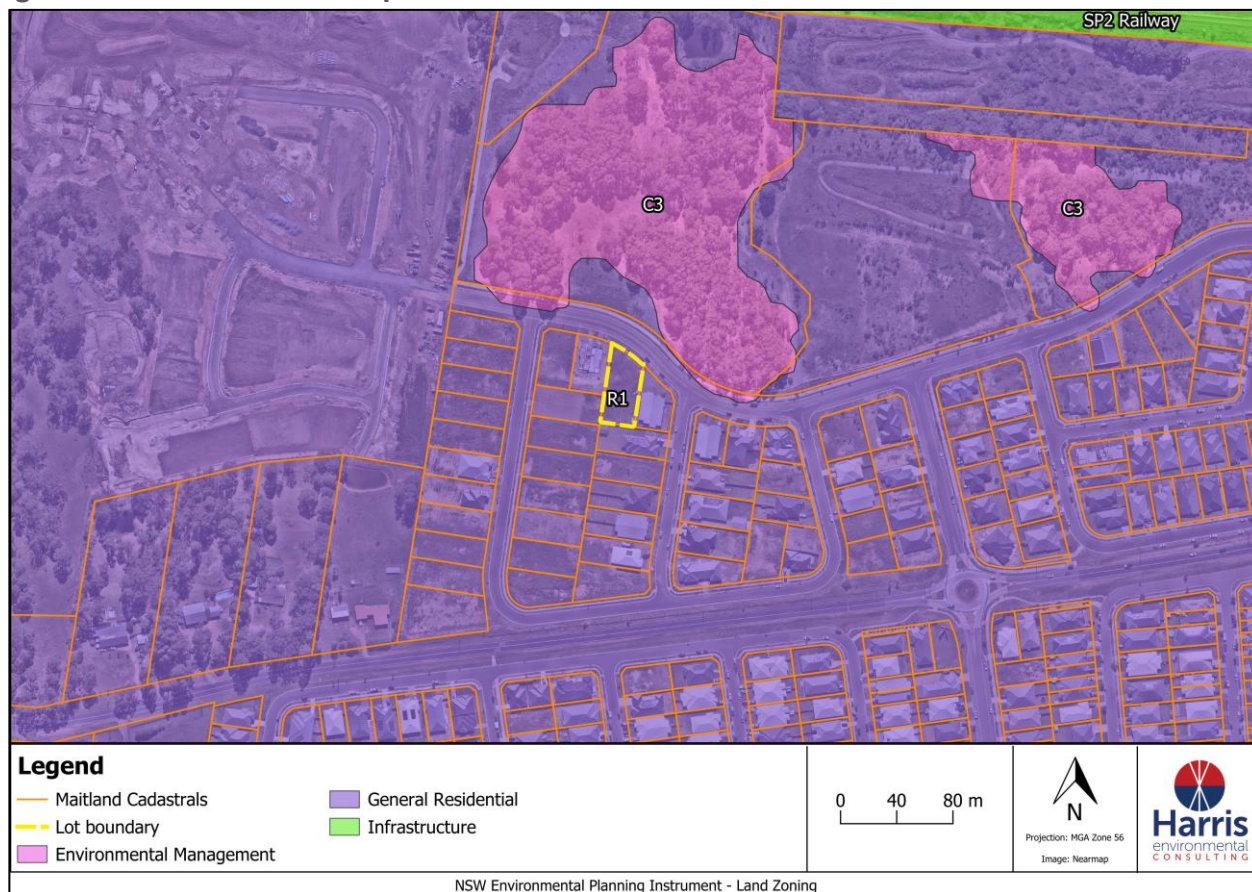 SP2 Railway
C3
C3
R1
Legend
Maitland Cadastrals
Lot boundary
Environmental Management
General Residential
Infrastructure
0 40 80 m
N
Projection: MGA Zone 56
Image: Nearmap
Harris
environmental
CONSULTING
NSW Environmental Planning Instrument - Land Zoning